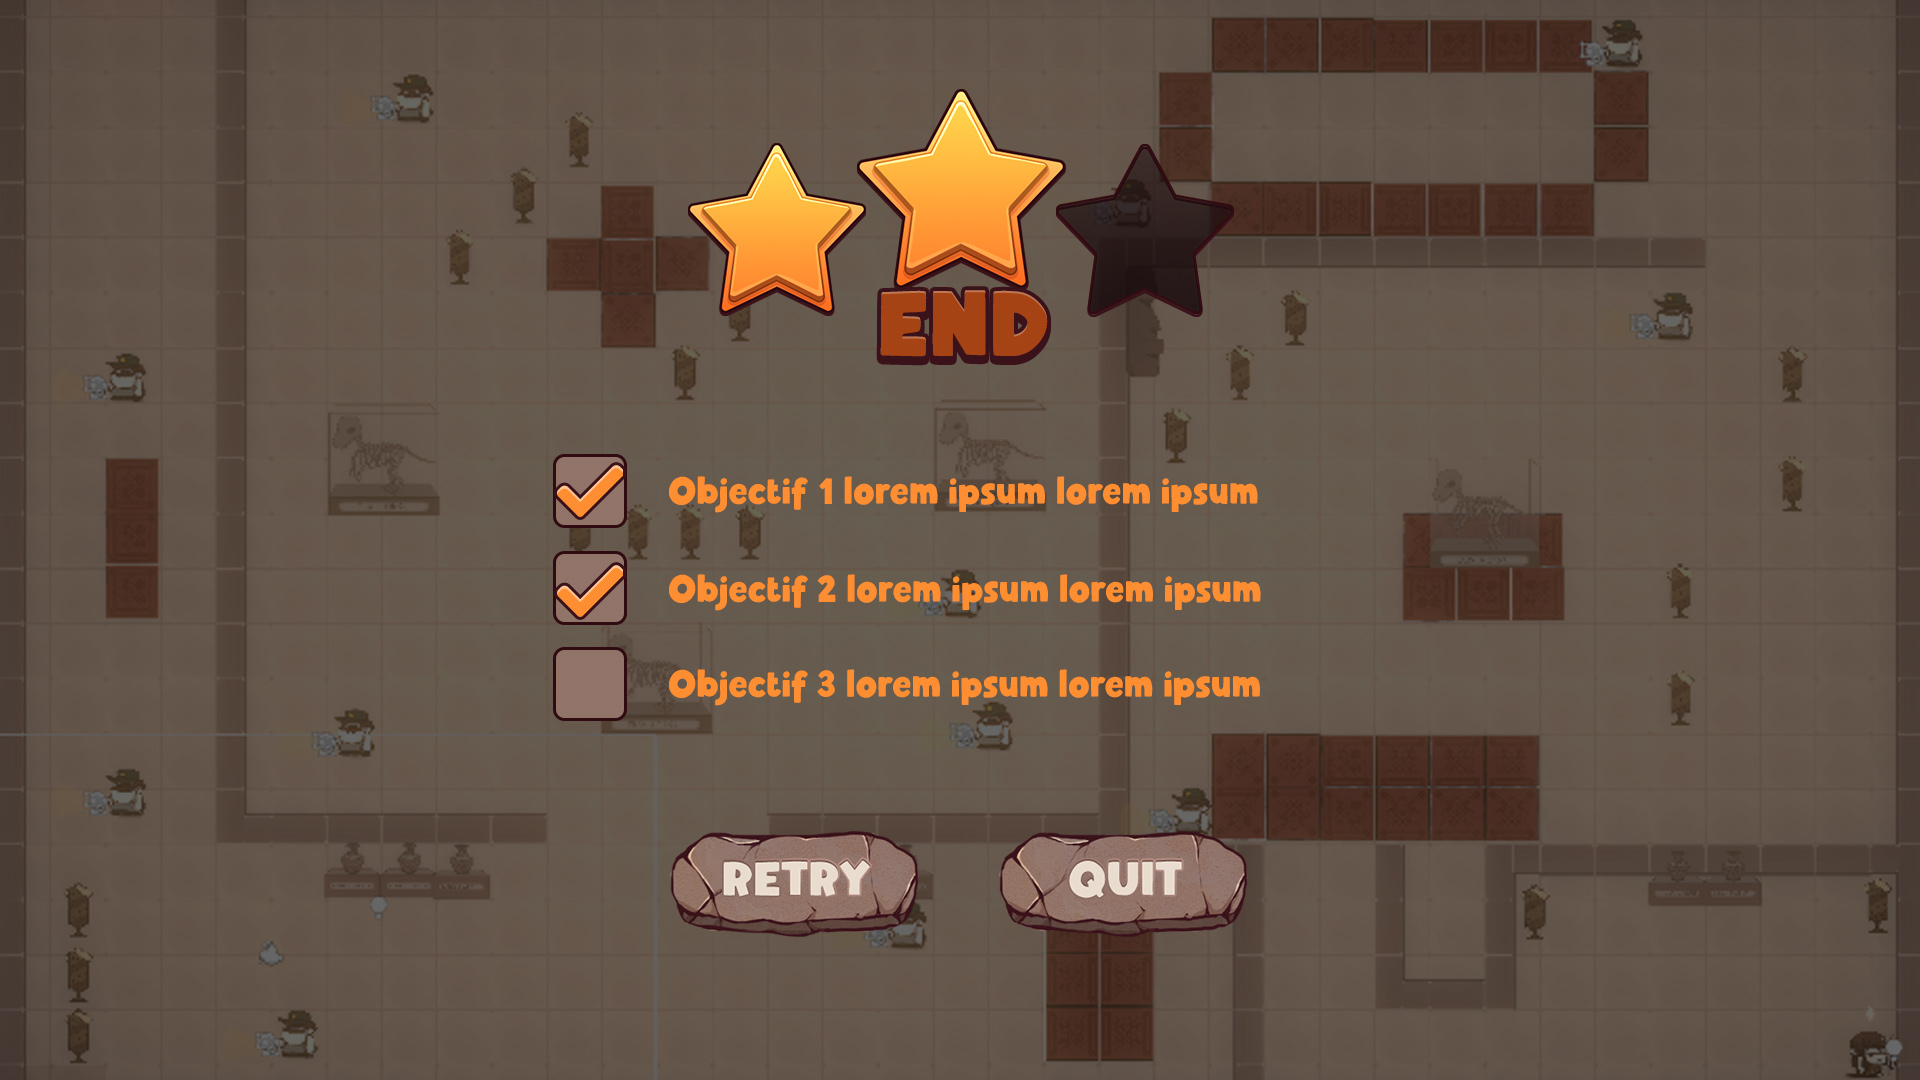 END
Objectif 1 lorem ipsum lorem ipsum
Objectif 2 lorem ipsum lorem ipsum
Objectif 3 lorem ipsum lorem ipsum
RETRY
QUIT